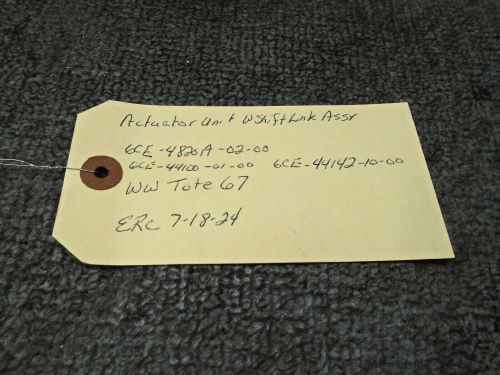 Actuator Unit W Shift Link Assy
6CE-4820A-02-00
6CE-44120-01-00 6CE-44142-10-00
WW Tote 67
ERC 7-18-24